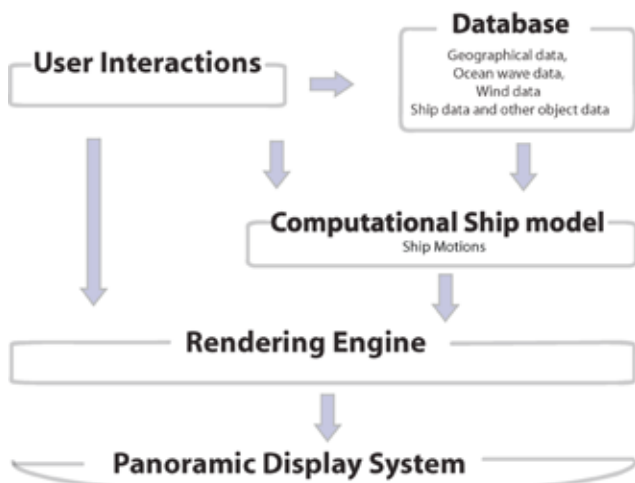 User Interactions
Database
Geographical data,
Ocean wave data,
Wind data
Ship data and other object data
Computational Ship model
Ship Motions
Rendering Engine
Panoramic Display System